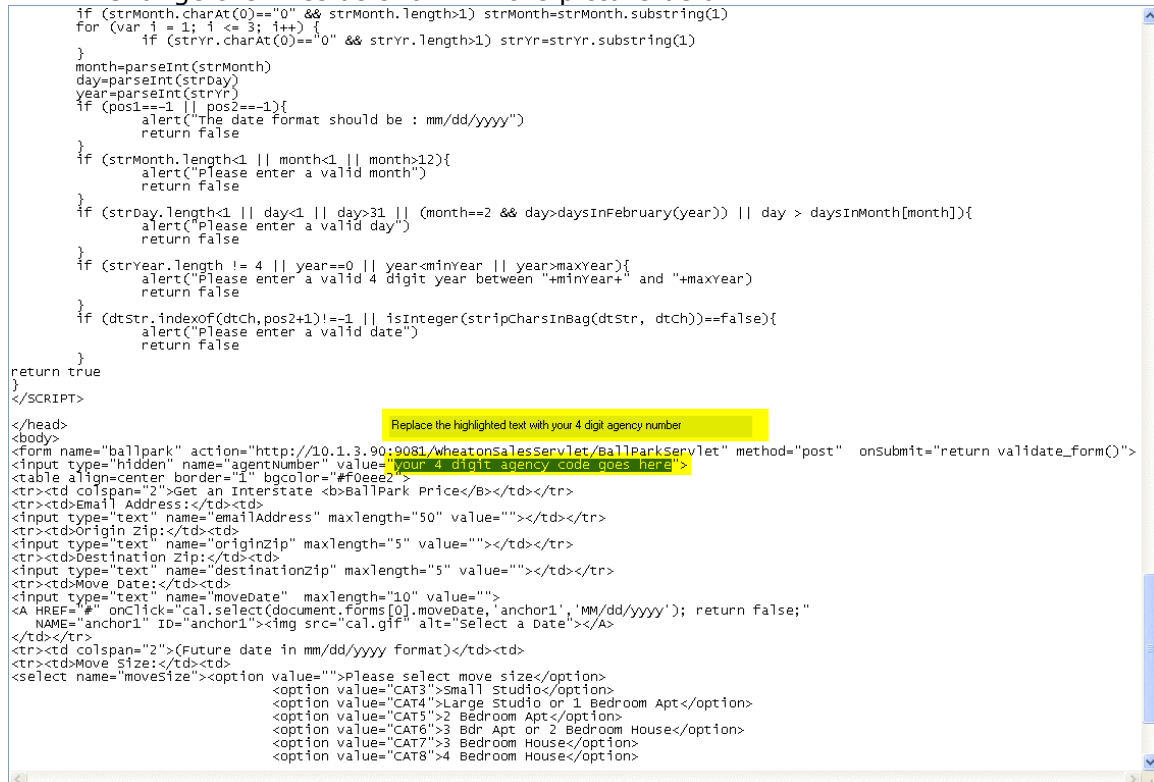 if (strMonth.charAt(0)=="0" && strMonth.length>1) strMonth=strMonth.substring(1)
for (var i = 1; i <= 3; i++) {
if (strYr.charAt(0)=="0" && strYr.length>1) strYr=strYr.substring(1)
}
month=parseInt(strMonth)
day=parseInt(strDay)
year=parseInt(strYr)
if (pos1==-1 || pos2==-1){
alert("The date format should be : mm/dd/yyyy")
return false
}
if (strMonth.length<1 || month<1 || month>12){
alert("Please enter a valid month")
return false
}
if (strDay.length<1 || day<1 || day>31 || (month==2 && day>daysInFebruary(year)) || day > daysInMonth[month]){
alert("Please enter a valid day")
return false
}
if (strYear.length != 4 || year==0 || year<minYear || year>maxYear){
alert("Please enter a valid 4 digit year between "+minYear+" and "+maxYear)
return false
}
if (dtStr.indexOf(dtCh,pos2+1)!=-1 || isInteger(stripCharsInBag(dtStr, dtCh))==false){
alert("Please enter a valid date")
return false
}
return true
}
</SCRIPT>
Replace the highlighted text with your 4 digit agency number
</head>
<body>
<form name="ballpark" action="http://10.1.3.90:9081/WheatonSalesServlet/BallParkServlet" method="post" onSubmit="return validate_form()">
<input type="hidden" name="agentNumber" value="your 4 digit agency code goes here">
<table align=center border="1" bgcolor="#f0eee2">
<tr><td colspan="2">Get an Interstate <b>BallPark Price</B></td></tr>
<tr><td>Email Address:</td><td>
<input type="text" name="emailAddress" maxlength="50" value=""></td></tr>
<tr><td>Origin Zip:</td><td>
<input type="text" name="originZip" maxlength="5" value=""></td></tr>
<tr><td>Destination Zip:</td><td>
<input type="text" name="destinationZip" maxlength="5" value=""></td></tr>
<tr><td>Move Date:</td><td>
<input type="text" name="moveDate" maxlength="10" value="">
<A HREF="#" onClick="cal.select(document.forms[0].moveDate,'anchor1','MM/dd/yyyy'); return false;"
NAME="anchor1" ID="anchor1"><img src="cal.gif" alt="Select a Date"></A>
</td></tr>
<tr><td colspan="2">(Future date in mm/dd/yyyy format)</td><td>
<tr><td>Move Size:</td><td>
<select name="moveSize"><option value="">Please select move size</option>
<option value="CAT3">Small Studio</option>
<option value="CAT4">Large Studio or 1 Bedroom Apt</option>
<option value="CAT5">2 Bedroom Apt</option>
<option value="CAT6">3 Bdr Apt or 2 Bedroom House</option>
<option value="CAT7">3 Bedroom House</option>
<option value="CAT8">4 Bedroom House</option>